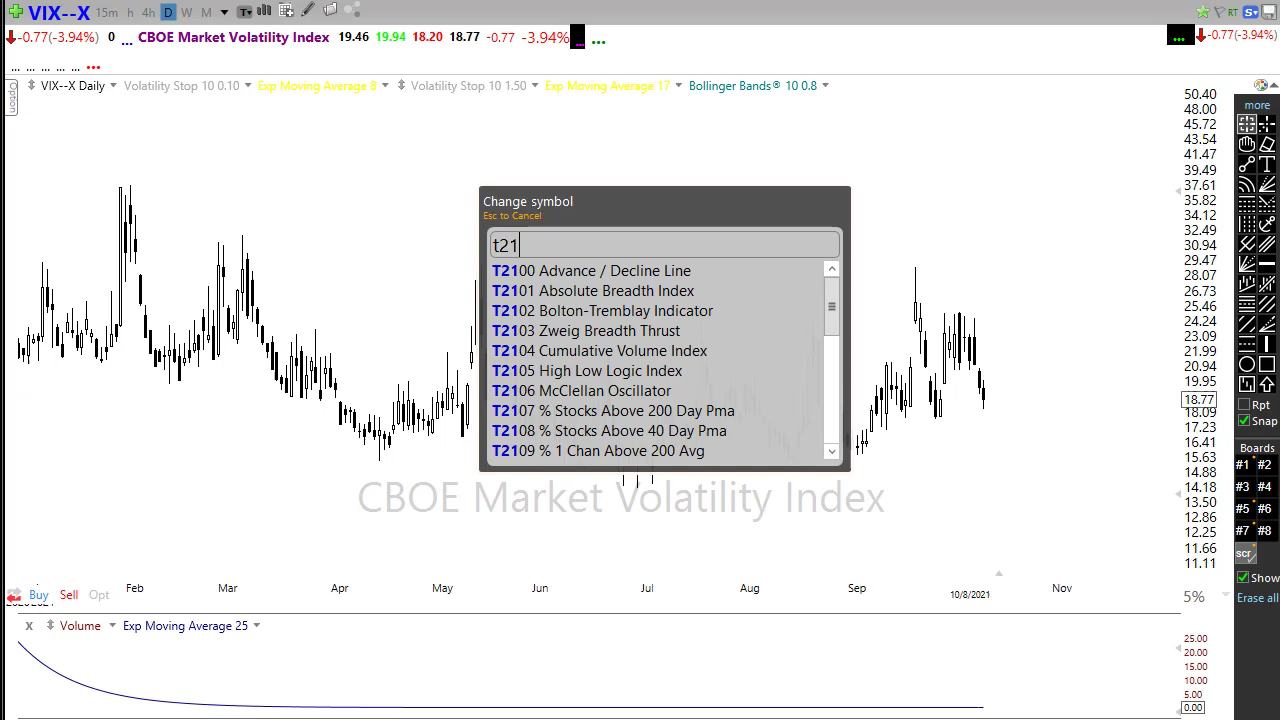 VIX--X 15m h 4h D W M T RT S
-0.77(-3.94%) 0 ... CBOE Market Volatility Index 19.46 19.94 18.20 18.77 -0.77 -3.94% ... ... ... -0.77(-3.94%)
... ... ... ... ... ...
Option
VIX--X Daily Volatility Stop 10 0.10 Exp Moving Average 8 Volatility Stop 10 1.50 Exp Moving Average 17 Bollinger Bands® 10 0.8
50.40
48.00
45.72
43.54
41.47
39.49
37.61
35.82
34.12
32.49
30.94
29.47
28.07
26.73
25.46
24.24
23.09
21.99
20.94
19.95
18.77
18.09
17.23
16.41
15.63
14.88
14.18
13.50
12.86
12.25
11.66
11.11
more
T
Rpt
Snap
Boards
#1 #2
#3 #4
#5 #6
#7 #8
scr
Show
Erase all
Change symbol
Esc to Cancel
t21
T2100 Advance / Decline Line
T2101 Absolute Breadth Index
T2102 Bolton-Tremblay Indicator
T2103 Zweig Breadth Thrust
T2104 Cumulative Volume Index
T2105 High Low Logic Index
T2106 McClellan Oscillator
T2107 % Stocks Above 200 Day Pma
T2108 % Stocks Above 40 Day Pma
T2109 % 1 Chan Above 200 Avg
CBOE Market Volatility Index
Feb Mar Apr May Jun Jul Aug Sep 10/8/2021 Nov
Buy Sell Opt 5%
X Volume Exp Moving Average 25
25.00
20.00
15.00
10.00
5.00
0.00